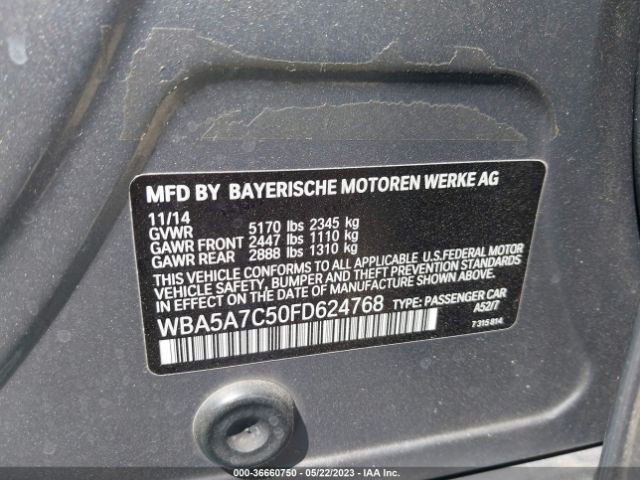 MFD BY BAYERISCHE MOTOREN WERKE AG
11/14
GVWR 5170 lbs 2345 kg
GAWR FRONT 2447 lbs 1110 kg
GAWR REAR 2888 lbs 1310 kg
THIS VEHICLE CONFORMS TO ALL APPLICABLE U.S.FEDERAL MOTOR
VEHICLE SAFETY, BUMPER AND THEFT PREVENTION STANDARDS
IN EFFECT ON THE DATE OF MANUFACTURE SHOWN ABOVE.
WBA5A7C50FD624768 TYPE: PASSENGER CAR
A52/7
7 315 814
000-36660750 - 05/22/2023 - IAA Inc.